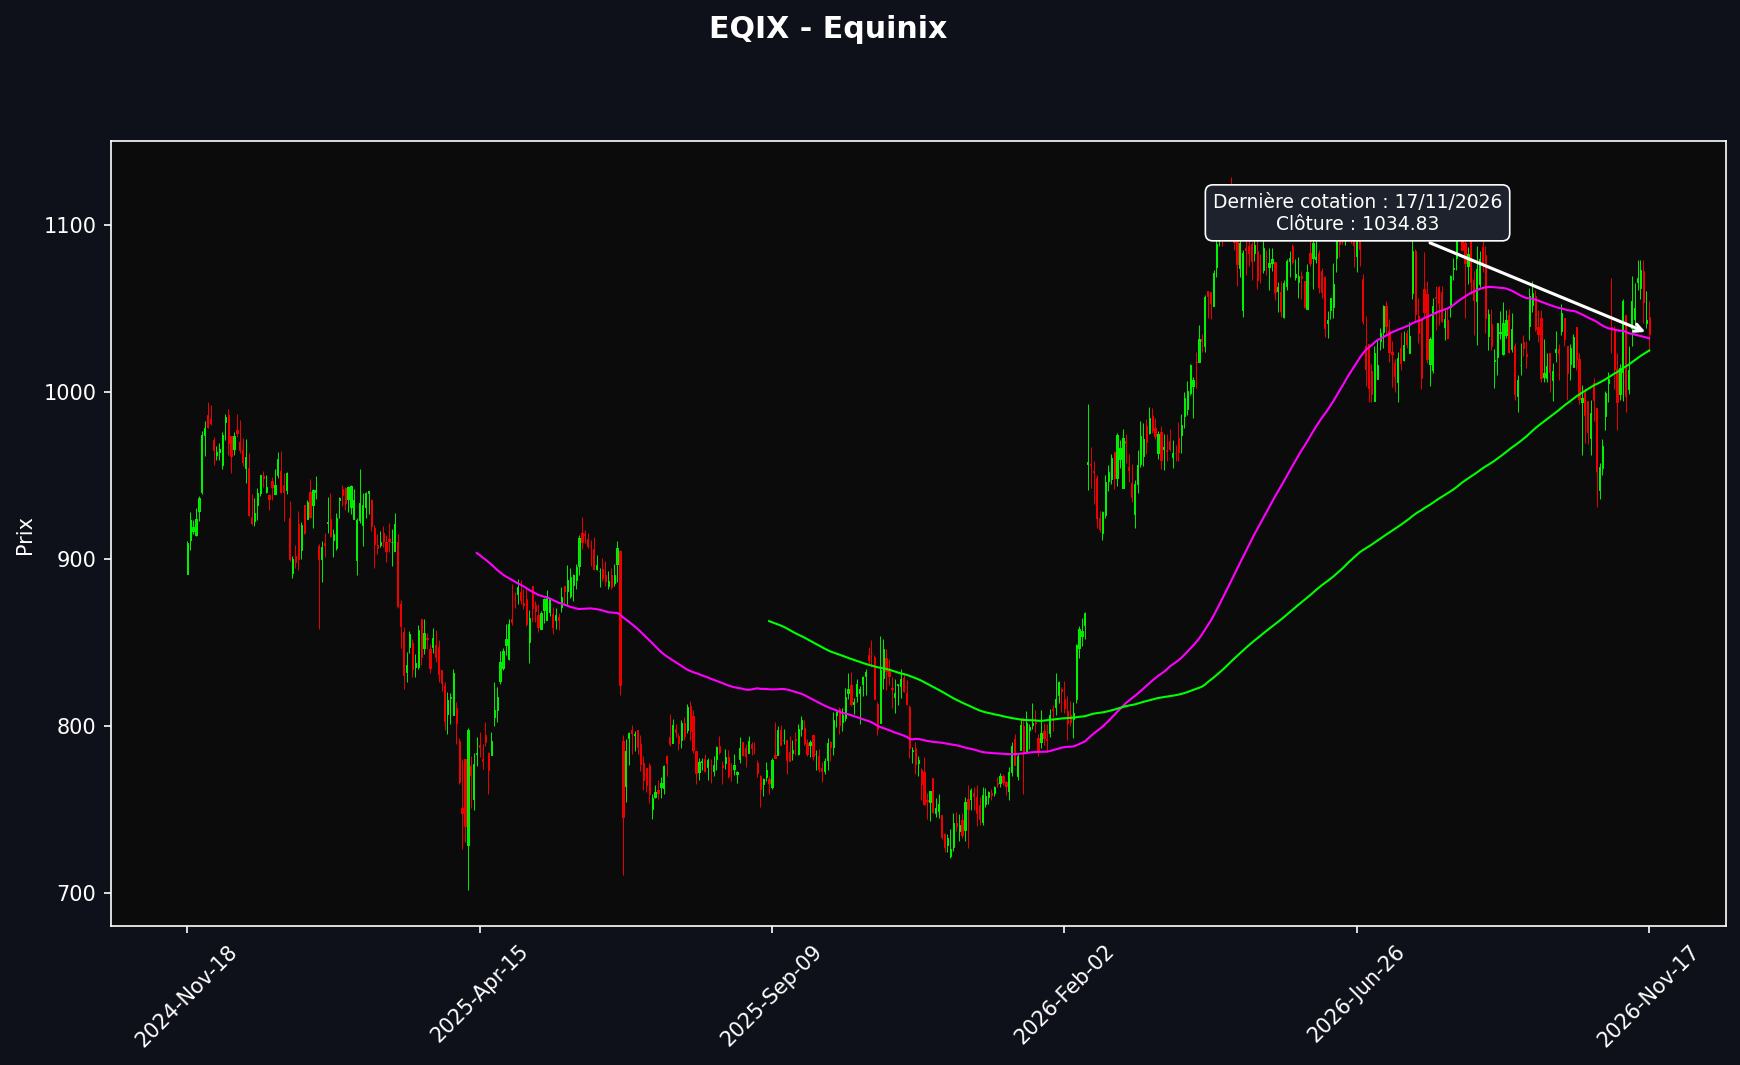 EQIX - Equinix
Dernière cotation : 17/11/2026
Clôture : 1034.83
Prix
1100
1000
900
800
700
2024-Nov-18
2025-Apr-15
2025-Sep-09
2026-Feb-02
2026-Jun-26
2026-Nov-17